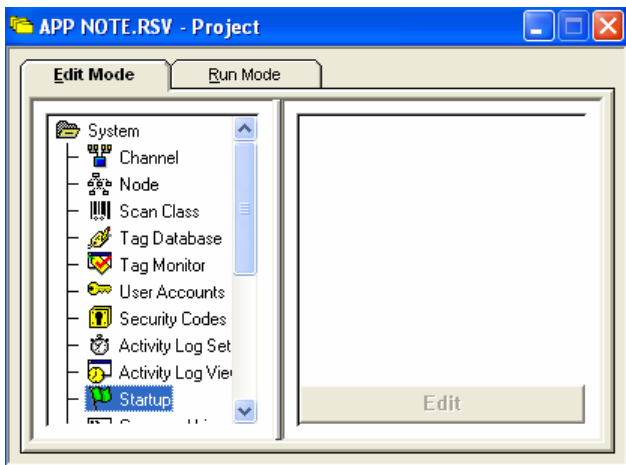 APP NOTE.RSV - Project
Edit Mode Run Mode
System
Channel
Node
Scan Class
Tag Database
Tag Monitor
User Accounts
Security Codes
Activity Log Set
Activity Log Vie
Startup
Edit